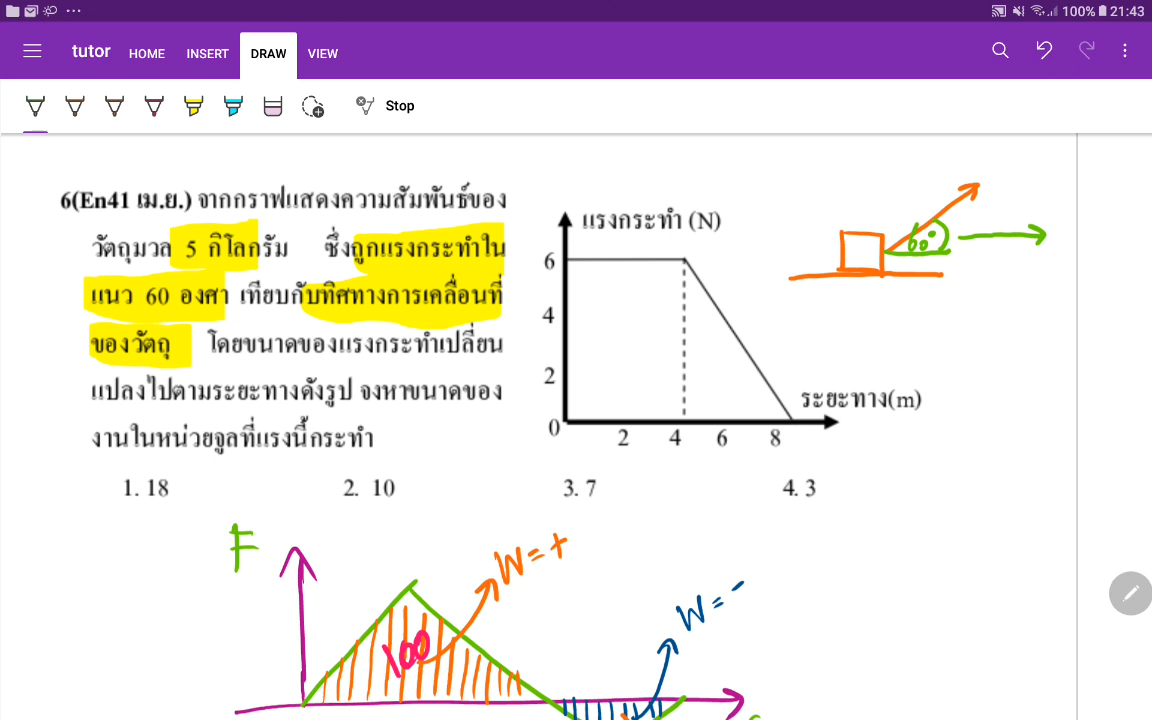 100% 21:43
tutor HOME INSERT DRAW VIEW
Stop
6(En41 เม.ย.) จากกราฟแสดงความสัมพันธ์ของ
วัตถุมวล 5 กิโลกรัม ซึ่งถูกแรงกระทำใน
แนว 60 องศา เทียบกับทิศทางการเคลื่อนที่
ของวัตถุ โดยขนาดของแรงกระทำเปลี่ยน
แปลงไปตามระยะทางดังรูป จงหาขนาดของ
งานในหน่วยจูลที่แรงนี้กระทำ
แรงกระทำ (N)
6
4
2
0
2 4 6 8
ระยะทาง(m)
60°
1. 18 2. 10 3. 7 4. 3
F
W = +
W = -
100